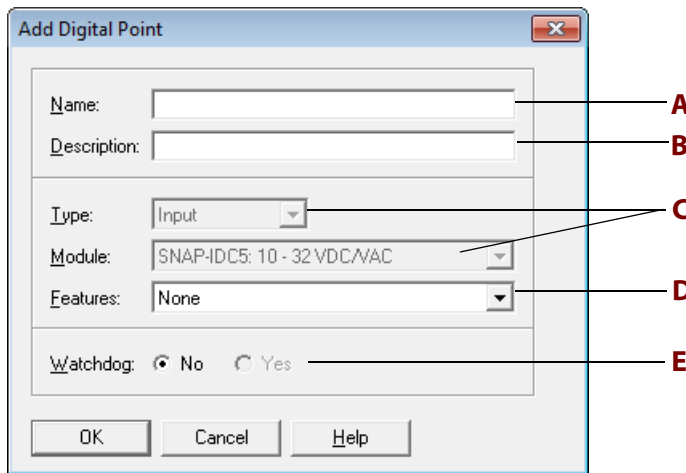 Add Digital Point
Name: A
Description: B
Type: Input C
Module: SNAP-IDC5: 10 - 32 VDC/VAC
Features: None D
Watchdog: No Yes E
OK Cancel Help